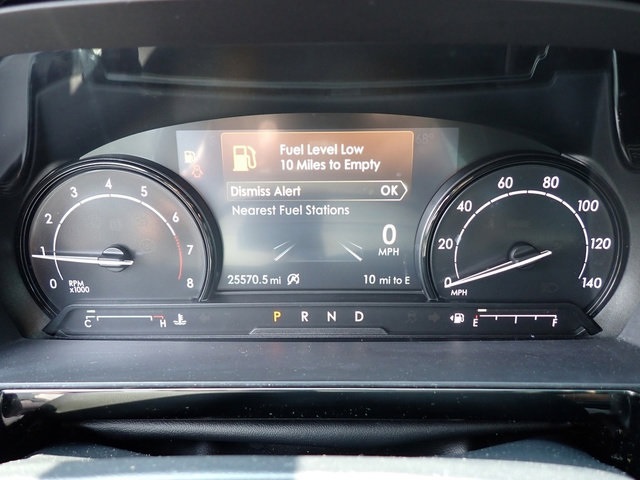 Fuel Level Low
10 Miles to Empty
Dismiss Alert OK
Nearest Fuel Stations
0
MPH
25570.5 mi 10 mi to E
0 1 2 3 4 5 6 7 8
RPM
x1000
0 20 40 60 80 100 120 140
MPH
C H P R N D E F